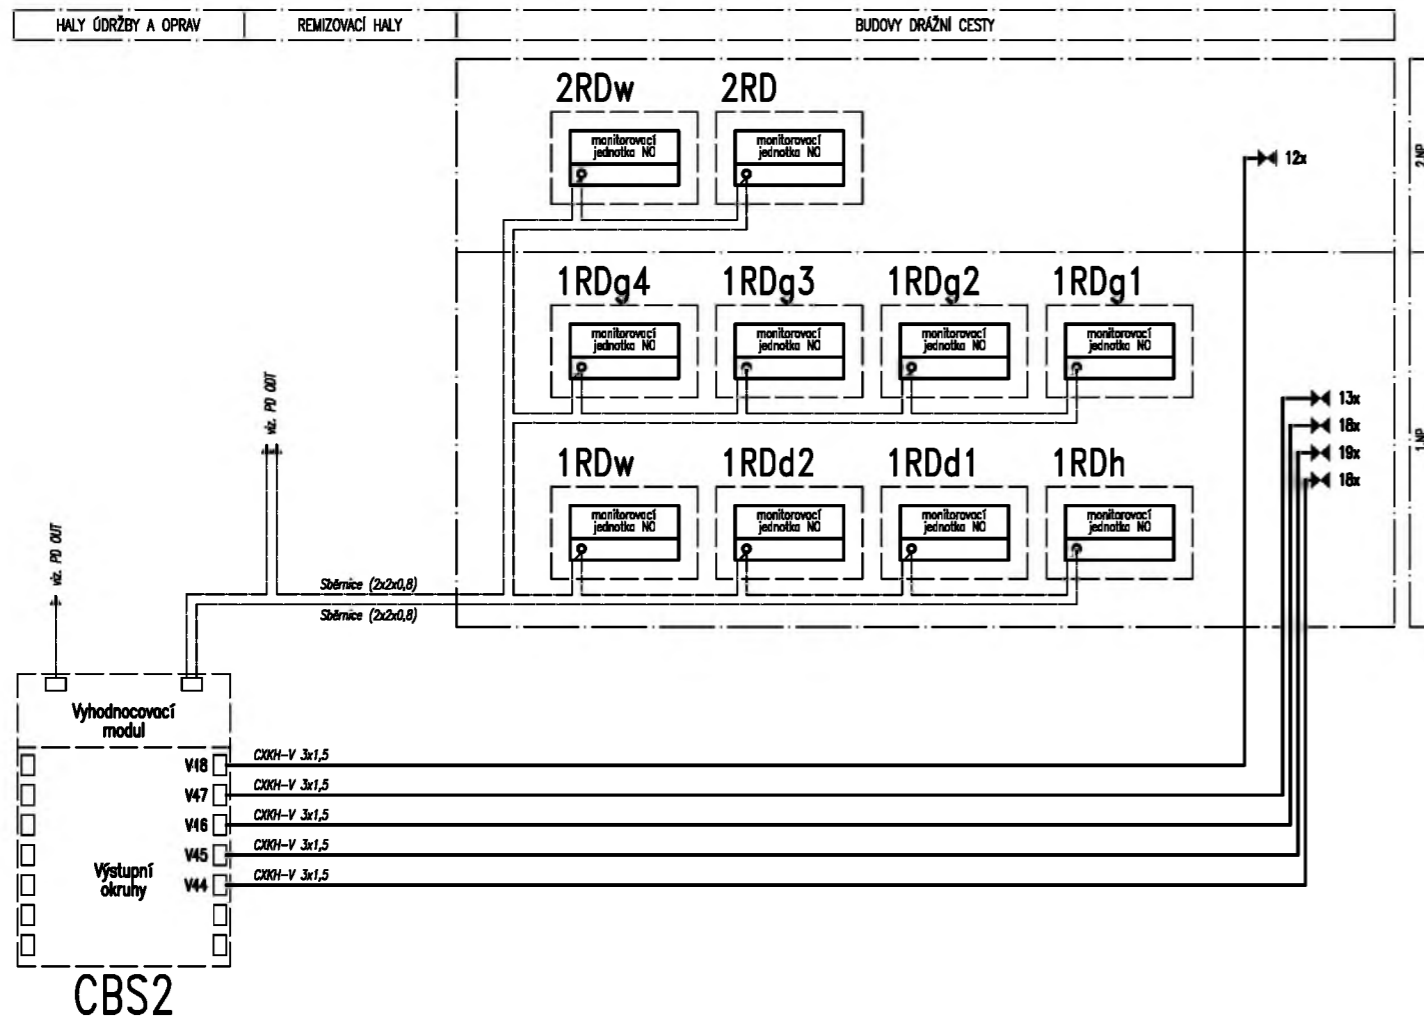 HALY ÚDRŽBY A OPRAV
REMIZOVACÍ HALY
BUDOVY DRÁŽNÍ CESTY
2RDw
2RD
monitorovací
jednotka NO
monitorovací
jednotka NO
12x
2.NP
1RDg4
1RDg3
1RDg2
1RDg1
monitorovací
jednotka NO
monitorovací
jednotka NO
monitorovací
jednotka NO
monitorovací
jednotka NO
13x
18x
19x
18x
1.NP
viz. PD ODT
1RDw
1RDd2
1RDd1
1RDh
monitorovací
jednotka NO
monitorovací
jednotka NO
monitorovací
jednotka NO
monitorovací
jednotka NO
viz. PD OUT
Sběrnice (2x2x0,8)
Sběrnice (2x2x0,8)
Vyhodnocovací
modul
V48
CXKH-V 3x1,5
V47
CXKH-V 3x1,5
V46
CXKH-V 3x1,5
V45
CXKH-V 3x1,5
V44
CXKH-V 3x1,5
Výstupní
okruhy
CBS2